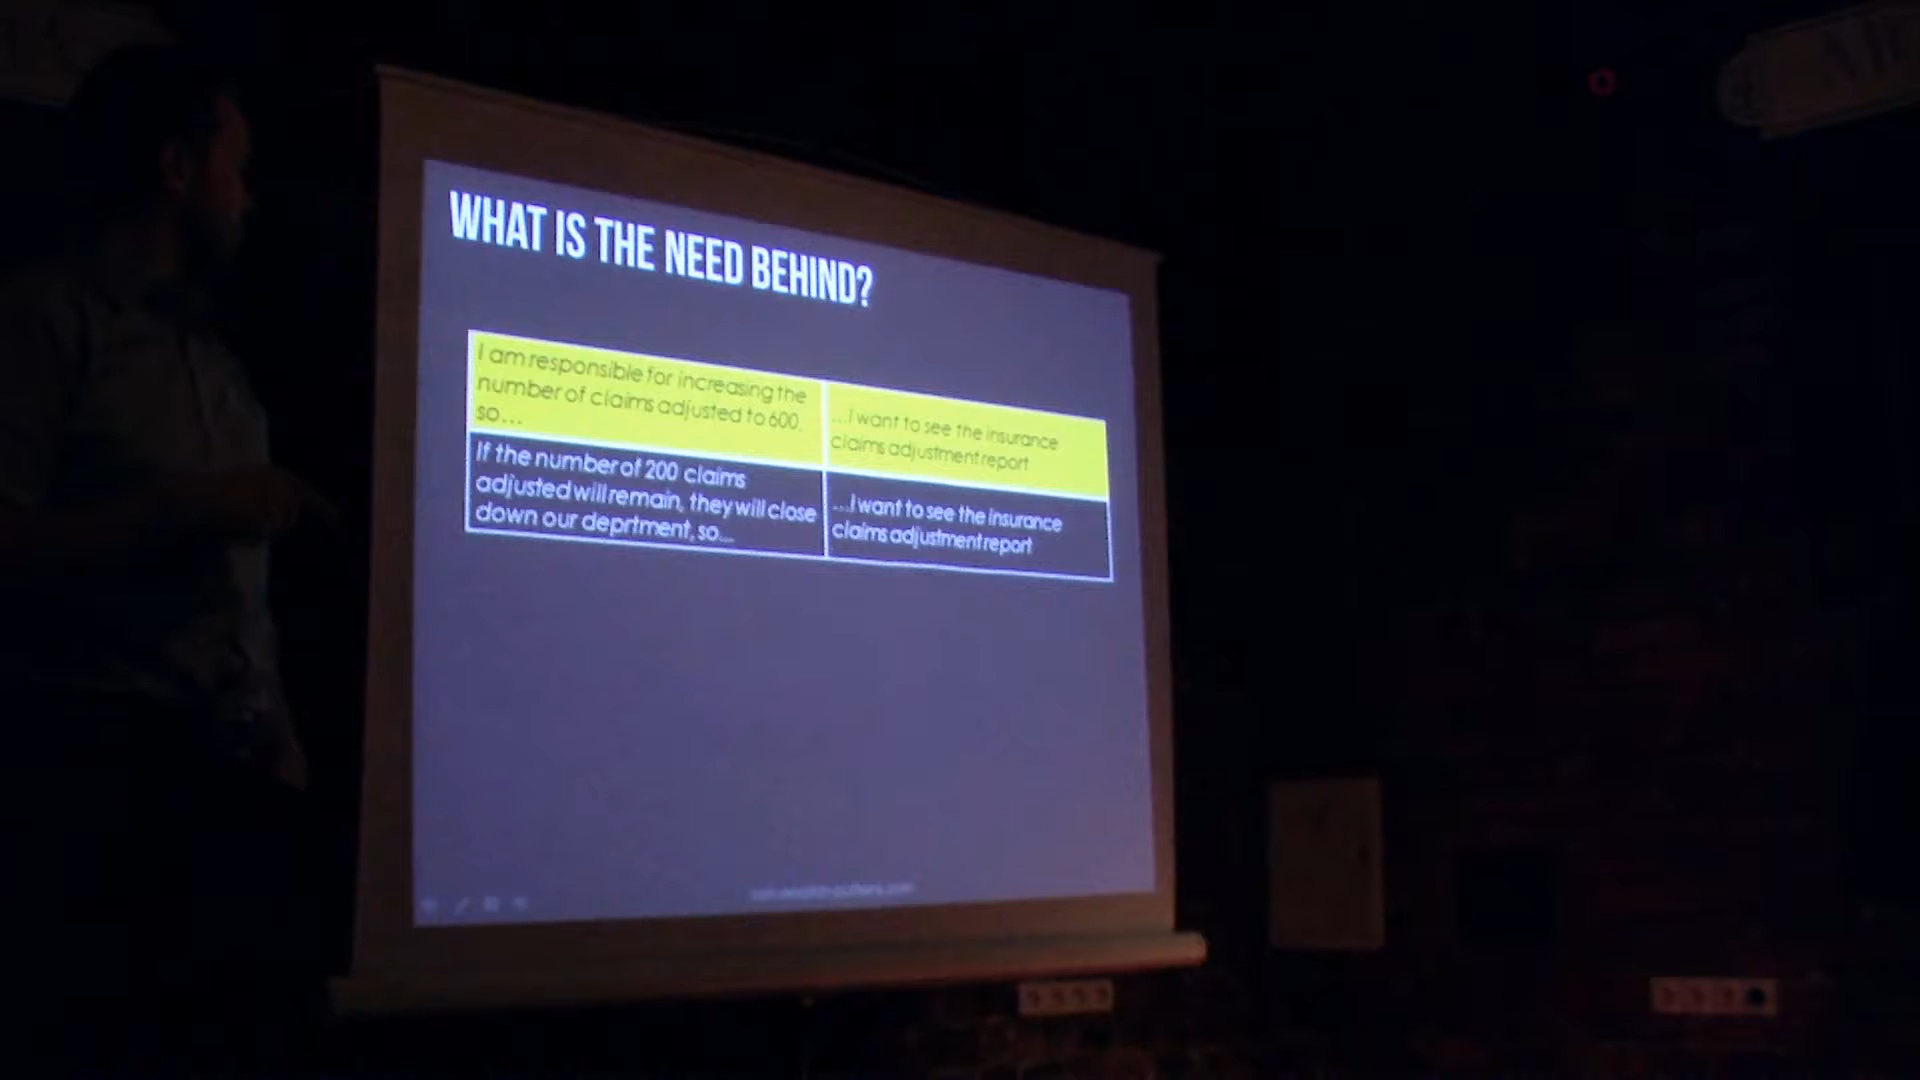 WHAT IS THE NEED BEHIND?
I am responsible for increasing the
number of claims adjusted to 600,
so...
...I want to see the insurance
claims adjustment report
If the number of 200 claims
adjusted will remain, they will close
down our deprtment, so...
...I want to see the insurance
claims adjustment report